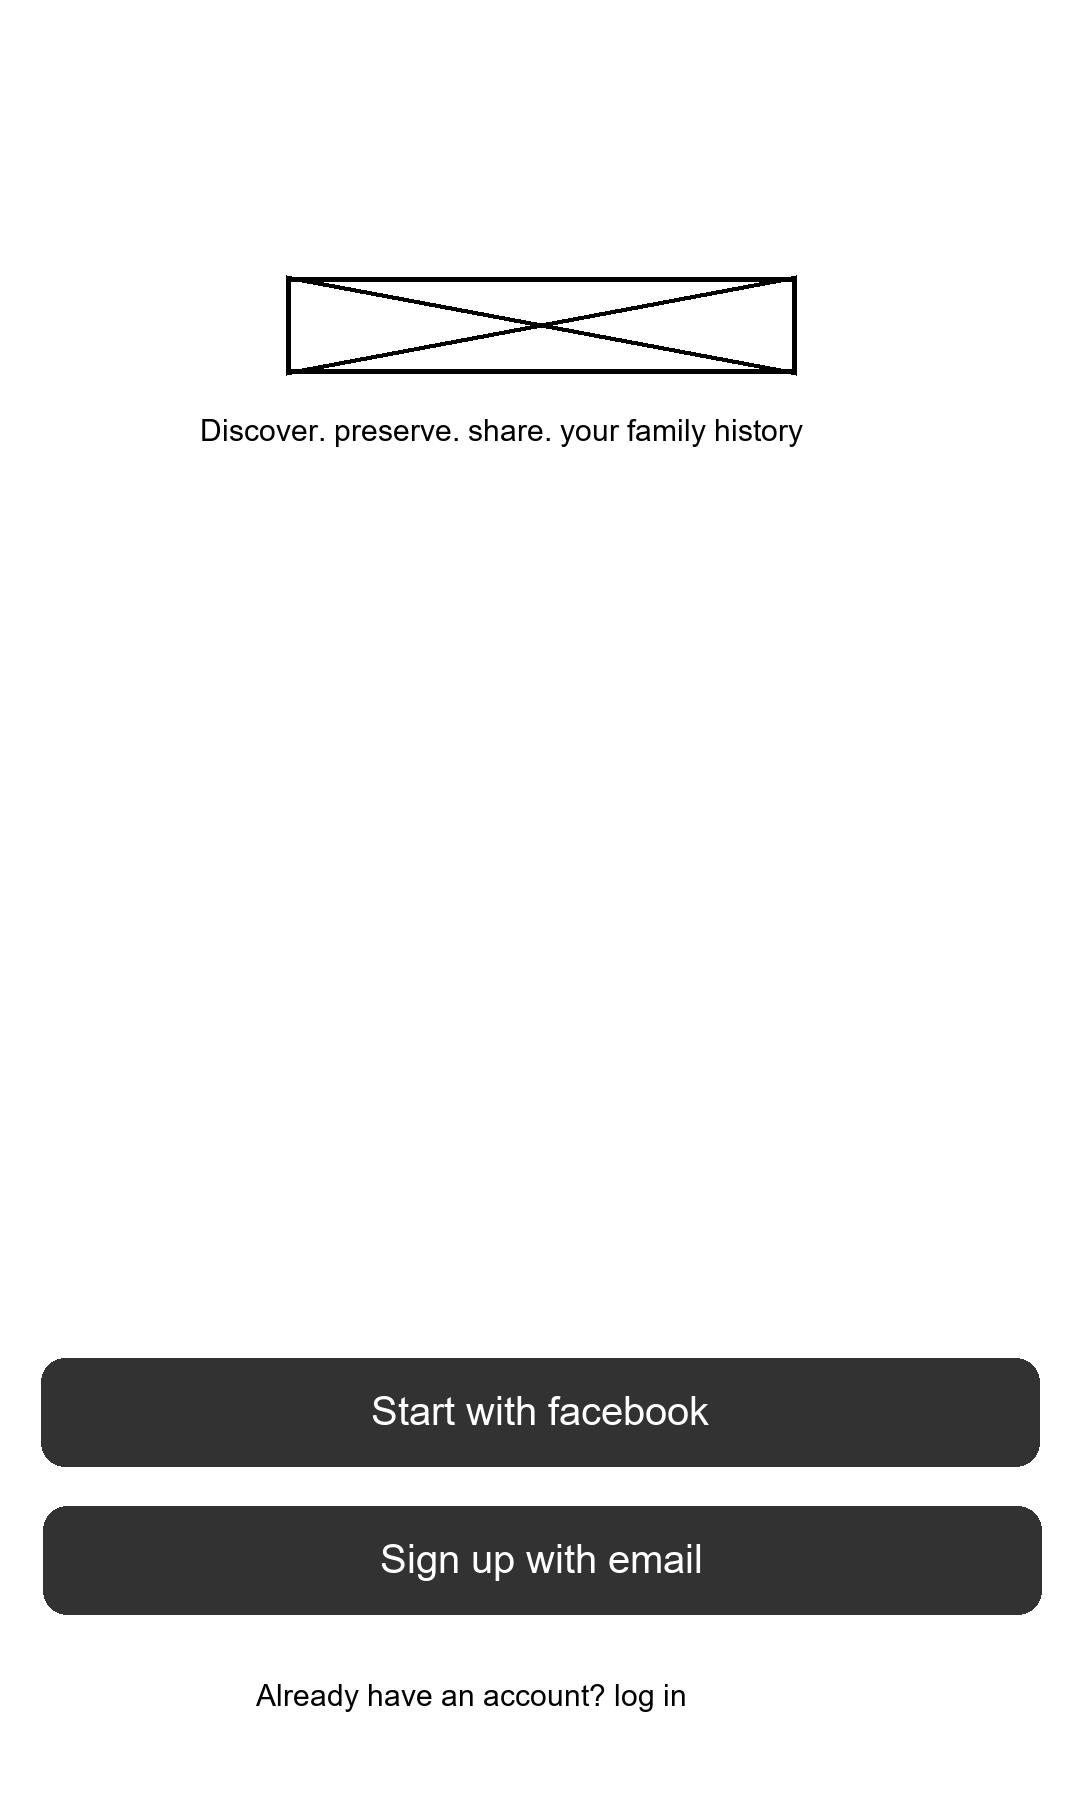 Discover. preserve. share. your family history
Start with facebook
Sign up with email
Already have an account? log in